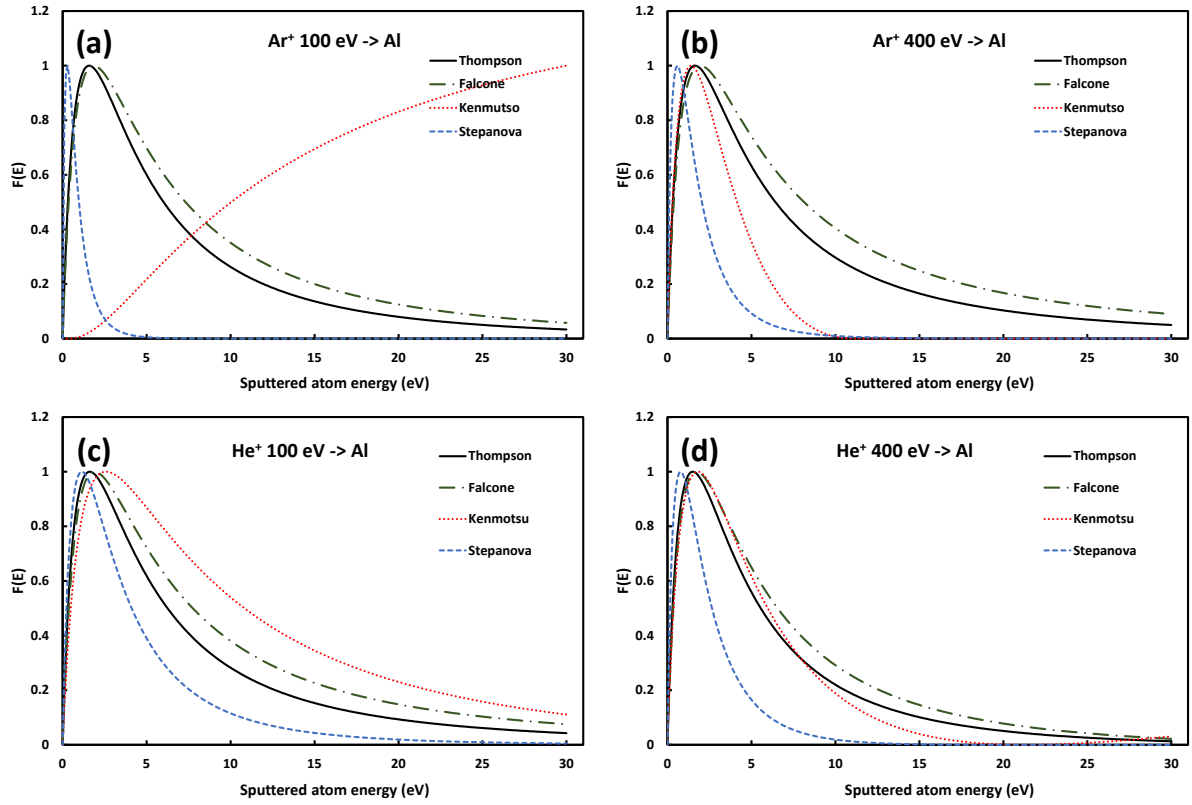 1.2
1
0.8
0.6
0.4
0.2
0
F(E)
(a)
Ar+ 100 eV -> Al
Thompson
Falcone
Kenmutso
Stepanova
0 5 10 15 20 25 30
Sputtered atom energy (eV)
1.2
1
0.8
0.6
0.4
0.2
0
F(E)
(b)
Ar+ 400 eV -> Al
Thompson
Falcone
Kenmutso
Stepanova
0 5 10 15 20 25 30
Sputtered atom energy (eV)
1.2
1
0.8
0.6
0.4
0.2
0
F(E)
(c)
He+ 100 eV -> Al
Thompson
Falcone
Kenmotsu
Stepanova
0 5 10 15 20 25 30
Sputtered atom energy (eV)
1.2
1
0.8
0.6
0.4
0.2
0
F(E)
(d)
He+ 400 eV -> Al
Thompson
Falcone
Kenmotsu
Stepanova
0 5 10 15 20 25 30
Sputtered atom energy (eV)